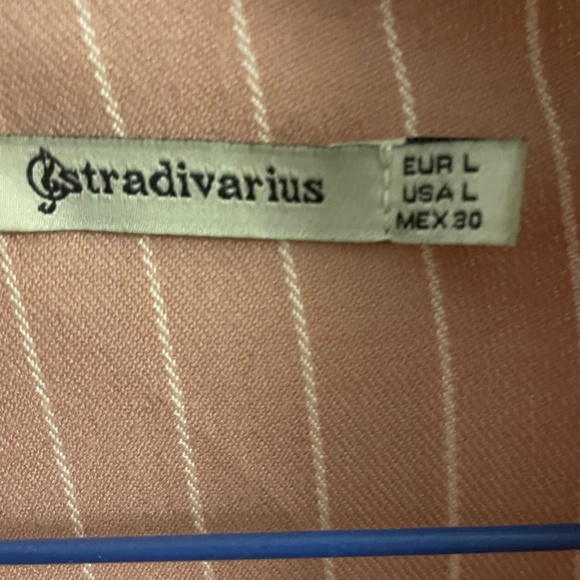 stradivarius
EUR L
USA L
MEX 30